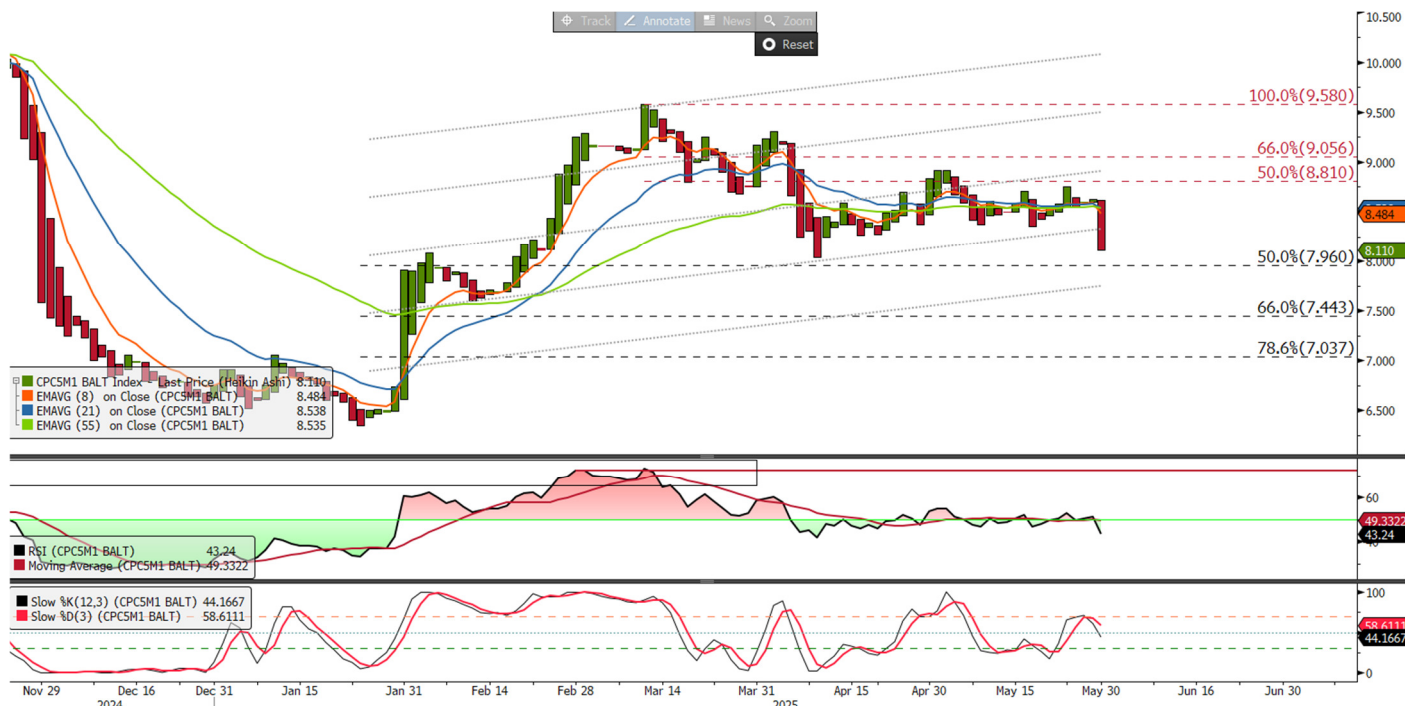 Track Annotate News Zoom
Reset
10.500
10.000
9.500
9.000
8.484
8.110
8.000
7.500
7.000
6.500
100.0%(9.580)
66.0%(9.056)
50.0%(8.810)
50.0%(7.960)
66.0%(7.443)
78.6%(7.037)
CPC5M1 BALT Index - Last Price (Heikin Ashi) 8.110
EMAVG (8) on Close (CPC5M1 BALT) 8.484
EMAVG (21) on Close (CPC5M1 BALT) 8.538
EMAVG (55) on Close (CPC5M1 BALT) 8.535
60
49.3322
43.24
RSI (CPC5M1 BALT) 43.24
Moving Average (CPC5M1 BALT) 49.3322
Slow %K(12,3) (CPC5M1 BALT) 44.1667
Slow %D(3) (CPC5M1 BALT) 58.6111
100
58.6111
44.1667
0
Nov 29 Dec 16 Dec 31 Jan 15 Jan 31 Feb 14 Feb 28 Mar 14 Mar 31 Apr 15 Apr 30 May 15 May 30 Jun 16 Jun 30
2024 2025